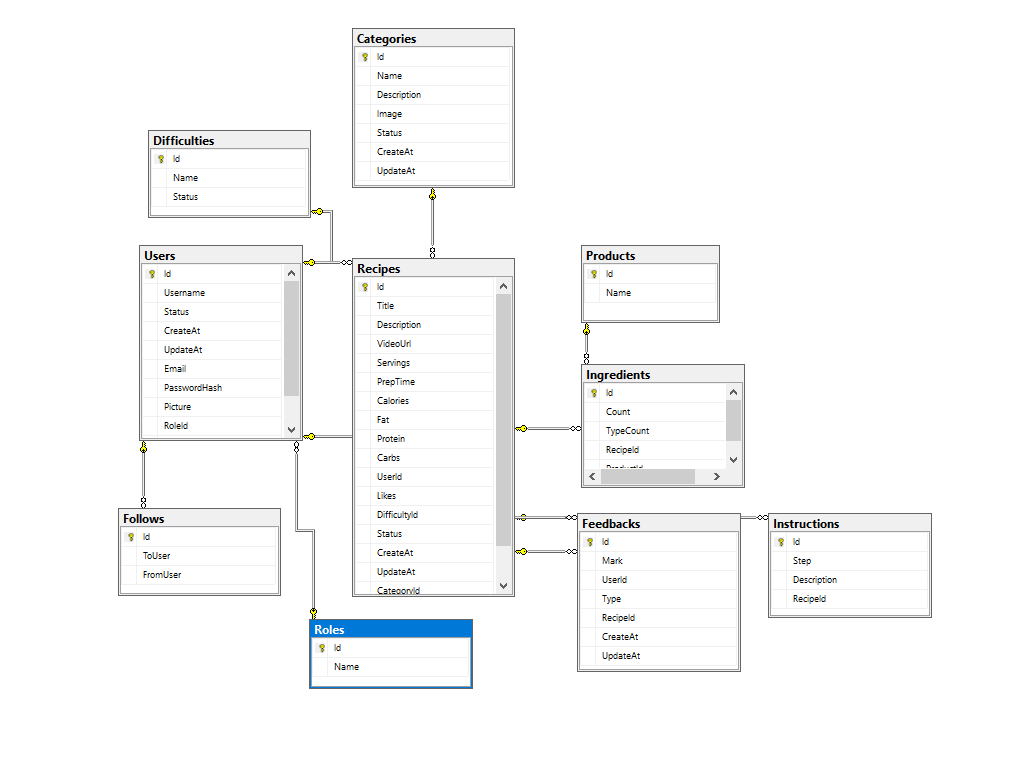 Categories
Id
Name
Description
Image
Status
CreateAt
UpdateAt
Difficulties
Id
Name
Status
Users
Id
Username
Status
CreateAt
UpdateAt
Email
PasswordHash
Picture
RoleId
Recipes
Id
Title
Description
VideoUrl
Servings
PrepTime
Calories
Fat
Protein
Carbs
UserId
Likes
DifficultyId
Status
CreateAt
UpdateAt
CategoryId
Products
Id
Name
Ingredients
Id
Count
TypeCount
RecipeId
ProductId
Follows
Id
ToUser
FromUser
Feedbacks
Id
Mark
UserId
Type
RecipeId
CreateAt
UpdateAt
Instructions
Id
Step
Description
RecipeId
Roles
Id
Name